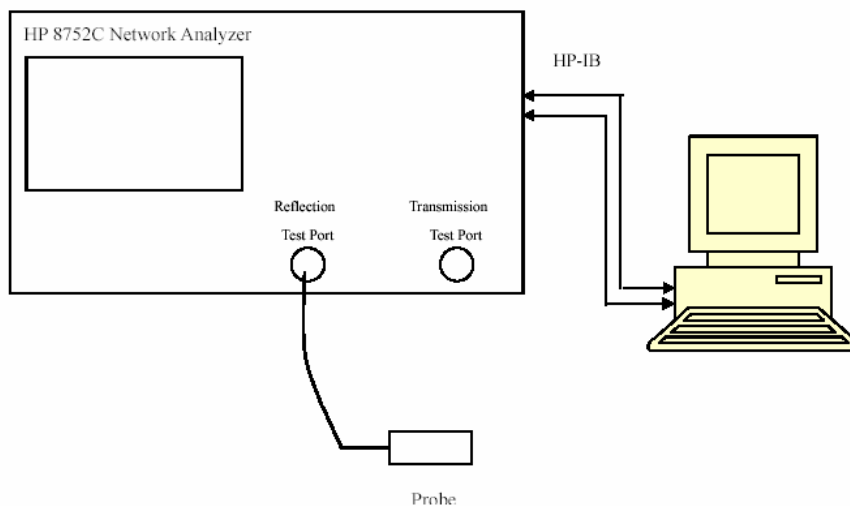 HP 8752C Network Analyzer
HP-IB
Reflection
Test Port
Transmission
Test Port
Probe